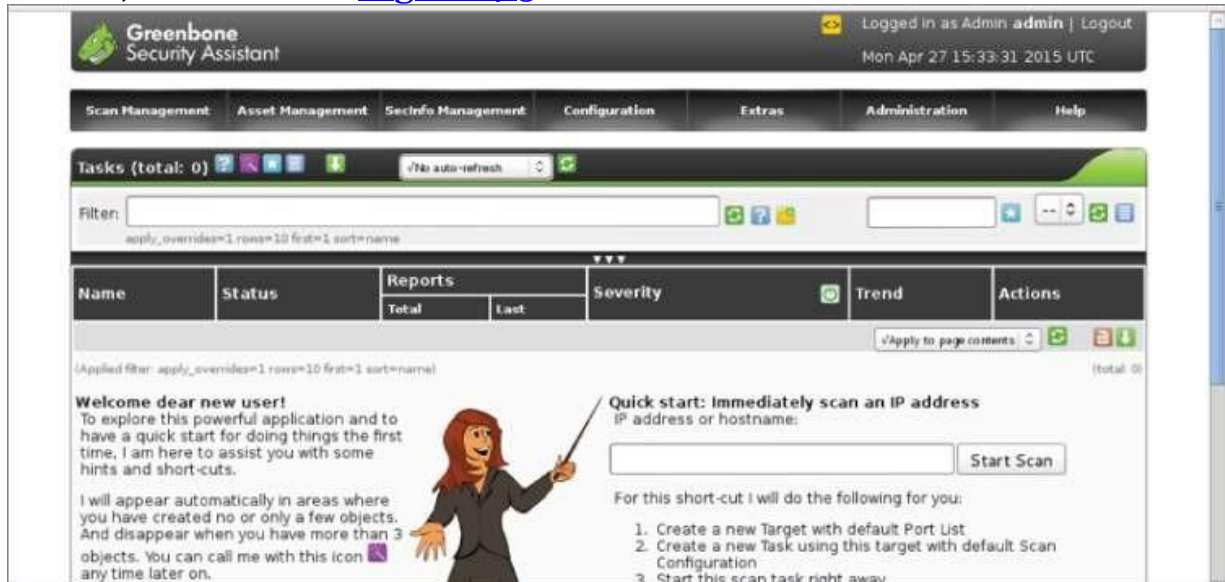 Greenbone
Security Assistant
Logged in as Admin admin | Logout
Mon Apr 27 15:33:31 2015 UTC
Scan Management Asset Management SecInfo Management Configuration Extras Administration Help
Tasks (total: 0) √No auto-refresh
Filter:
--
apply_overrides=1 rows=10 first=1 sort=name
Name Status Reports Severity Trend Actions
Total Last
√Apply to page contents
(Applied filter: apply_overrides=1 rows=10 first=1 sort=name) (total: 0)
Welcome dear new user!
To explore this powerful application and to
have a quick start for doing things the first
time, I am here to assist you with some
hints and short-cuts.
I will appear automatically in areas where
you have created no or only a few objects.
And disappear when you have more than 3
objects. You can call me with this icon
any time later on.
Quick start: Immediately scan an IP address
IP address or hostname:
Start Scan
For this short-cut I will do the following for you:
1. Create a new Target with default Port List
2. Create a new Task using this target with default Scan
Configuration
3. Start this scan task right away